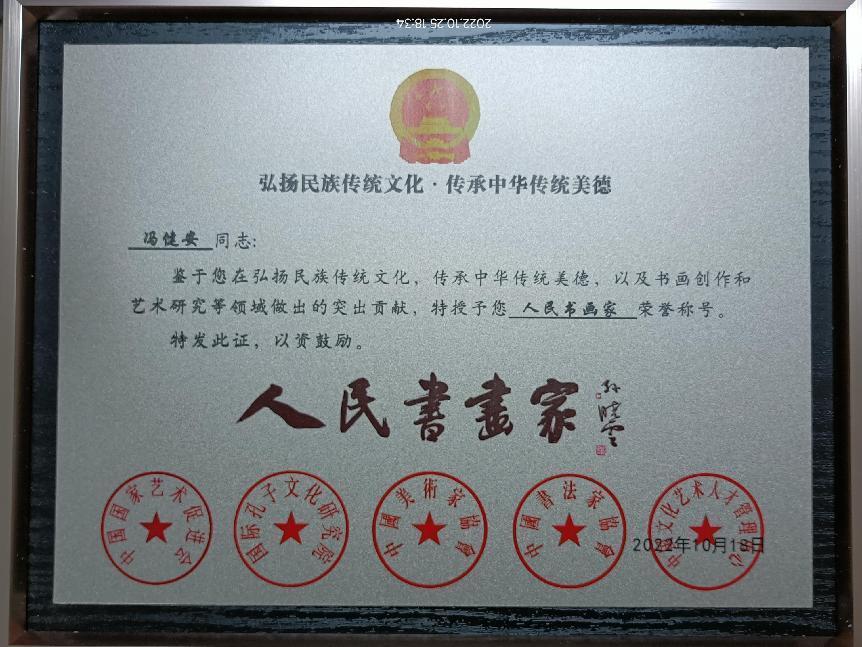 2022.10.25 18:34
弘扬民族传统文化·传承中华传统美德
冯健安 同志:
鉴于您在弘扬民族传统文化，传承中华传统美德，以及书画创作和
艺术研究等领域做出的突出贡献，特授予您 人民书画家 荣誉称号。
特发此证，以资鼓励。
人民書畫家
孙晓云
中国国家艺术促进会
国际孔子文化研究院
中國美術家協會
中國書法家協會
文化艺术人才管理中心
2022年10月18日